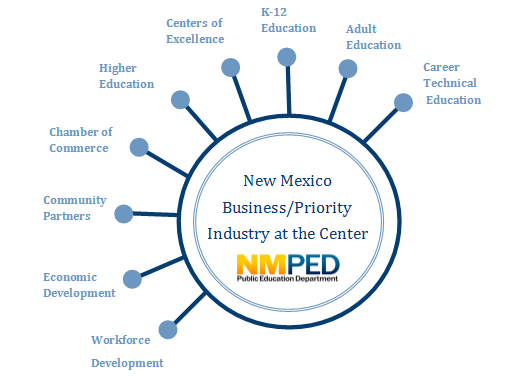 K-12
Education
Centers of
Excellence
Adult
Education
Career
Technical
Education
Higher
Education
Chamber of
Commerce
Community
Partners
Economic
Development
Workforce
Development
New Mexico
Business/Priority
Industry at the Center
NMPED
Public Education Department